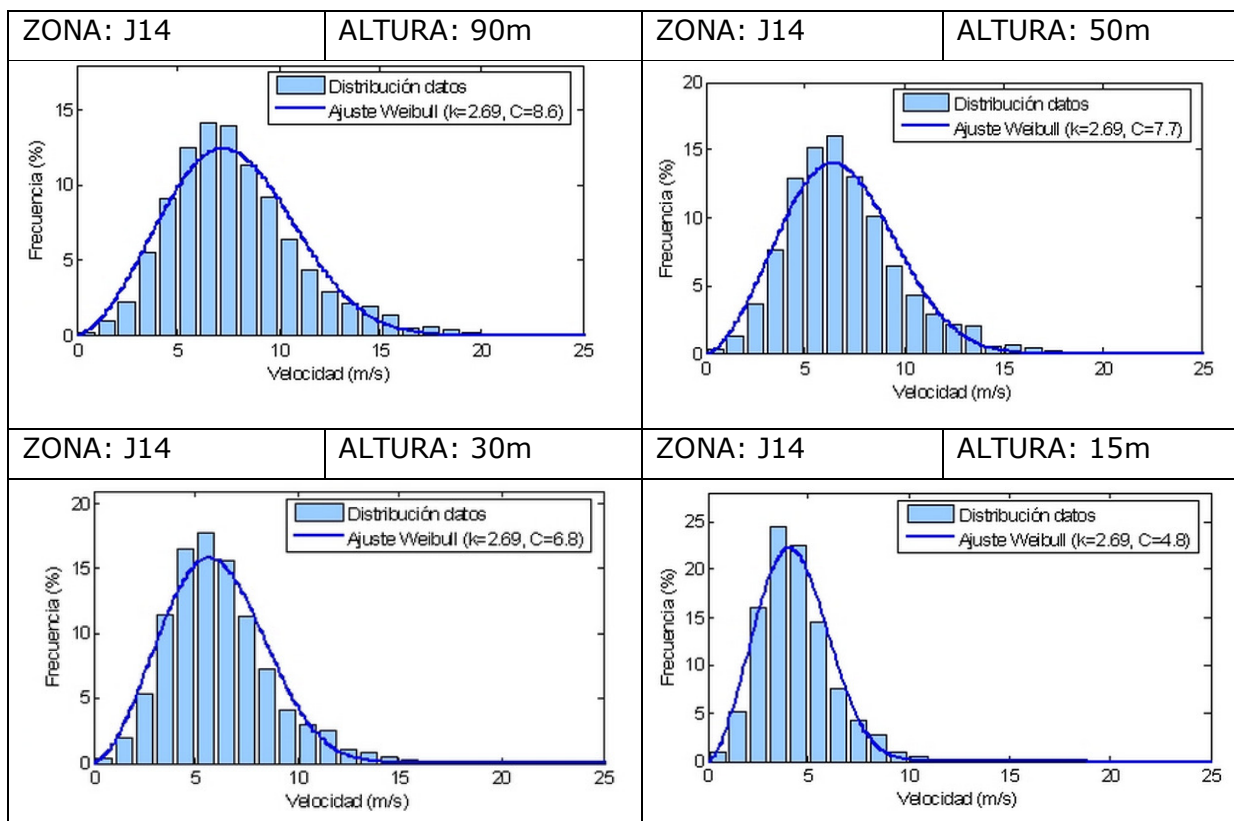 ZONA: J14 ALTURA: 90m ZONA: J14 ALTURA: 50m
Distribución datos
Ajuste Weibull (k=2.69, C=8.6)
Frecuencia (%)
15
10
5
0
0 5 10 15 20 25
Velocidad (m/s)
Distribución datos
Ajuste Weibull (k=2.69, C=7.7)
Frecuencia (%)
20
15
10
5
0
0 5 10 15 20 25
Velocidad (m/s)
ZONA: J14 ALTURA: 30m ZONA: J14 ALTURA: 15m
Distribución datos
Ajuste Weibull (k=2.69, C=6.8)
Frecuencia (%)
20
15
10
5
0
0 5 10 15 20 25
Velocidad (m/s)
Distribución datos
Ajuste Weibull (k=2.69, C=4.8)
Frecuencia (%)
25
20
15
10
5
0
0 5 10 15 20 25
Velocidad (m/s)